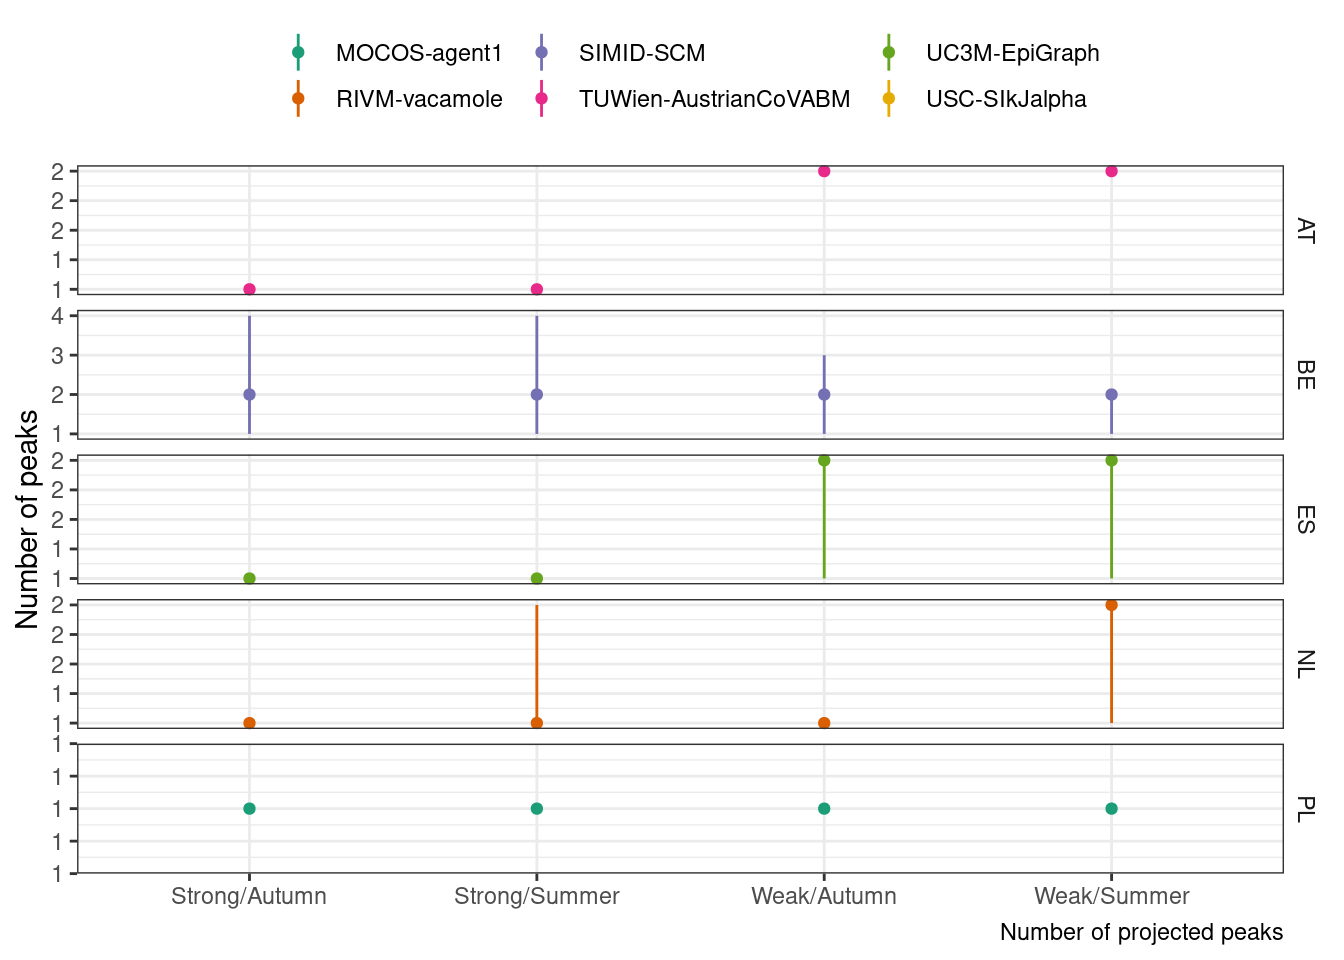 MOCOS-agent1 SIMID-SCM UC3M-EpiGraph
RIVM-vacamole TUWien-AustrianCoVABM USC-SIkJalpha
Number of peaks
2
2
2
1
1
AT
4
3
2
1
BE
2
2
2
1
1
ES
2
2
2
1
1
NL
1
1
1
1
1
PL
Strong/Autumn Strong/Summer Weak/Autumn Weak/Summer
Number of projected peaks